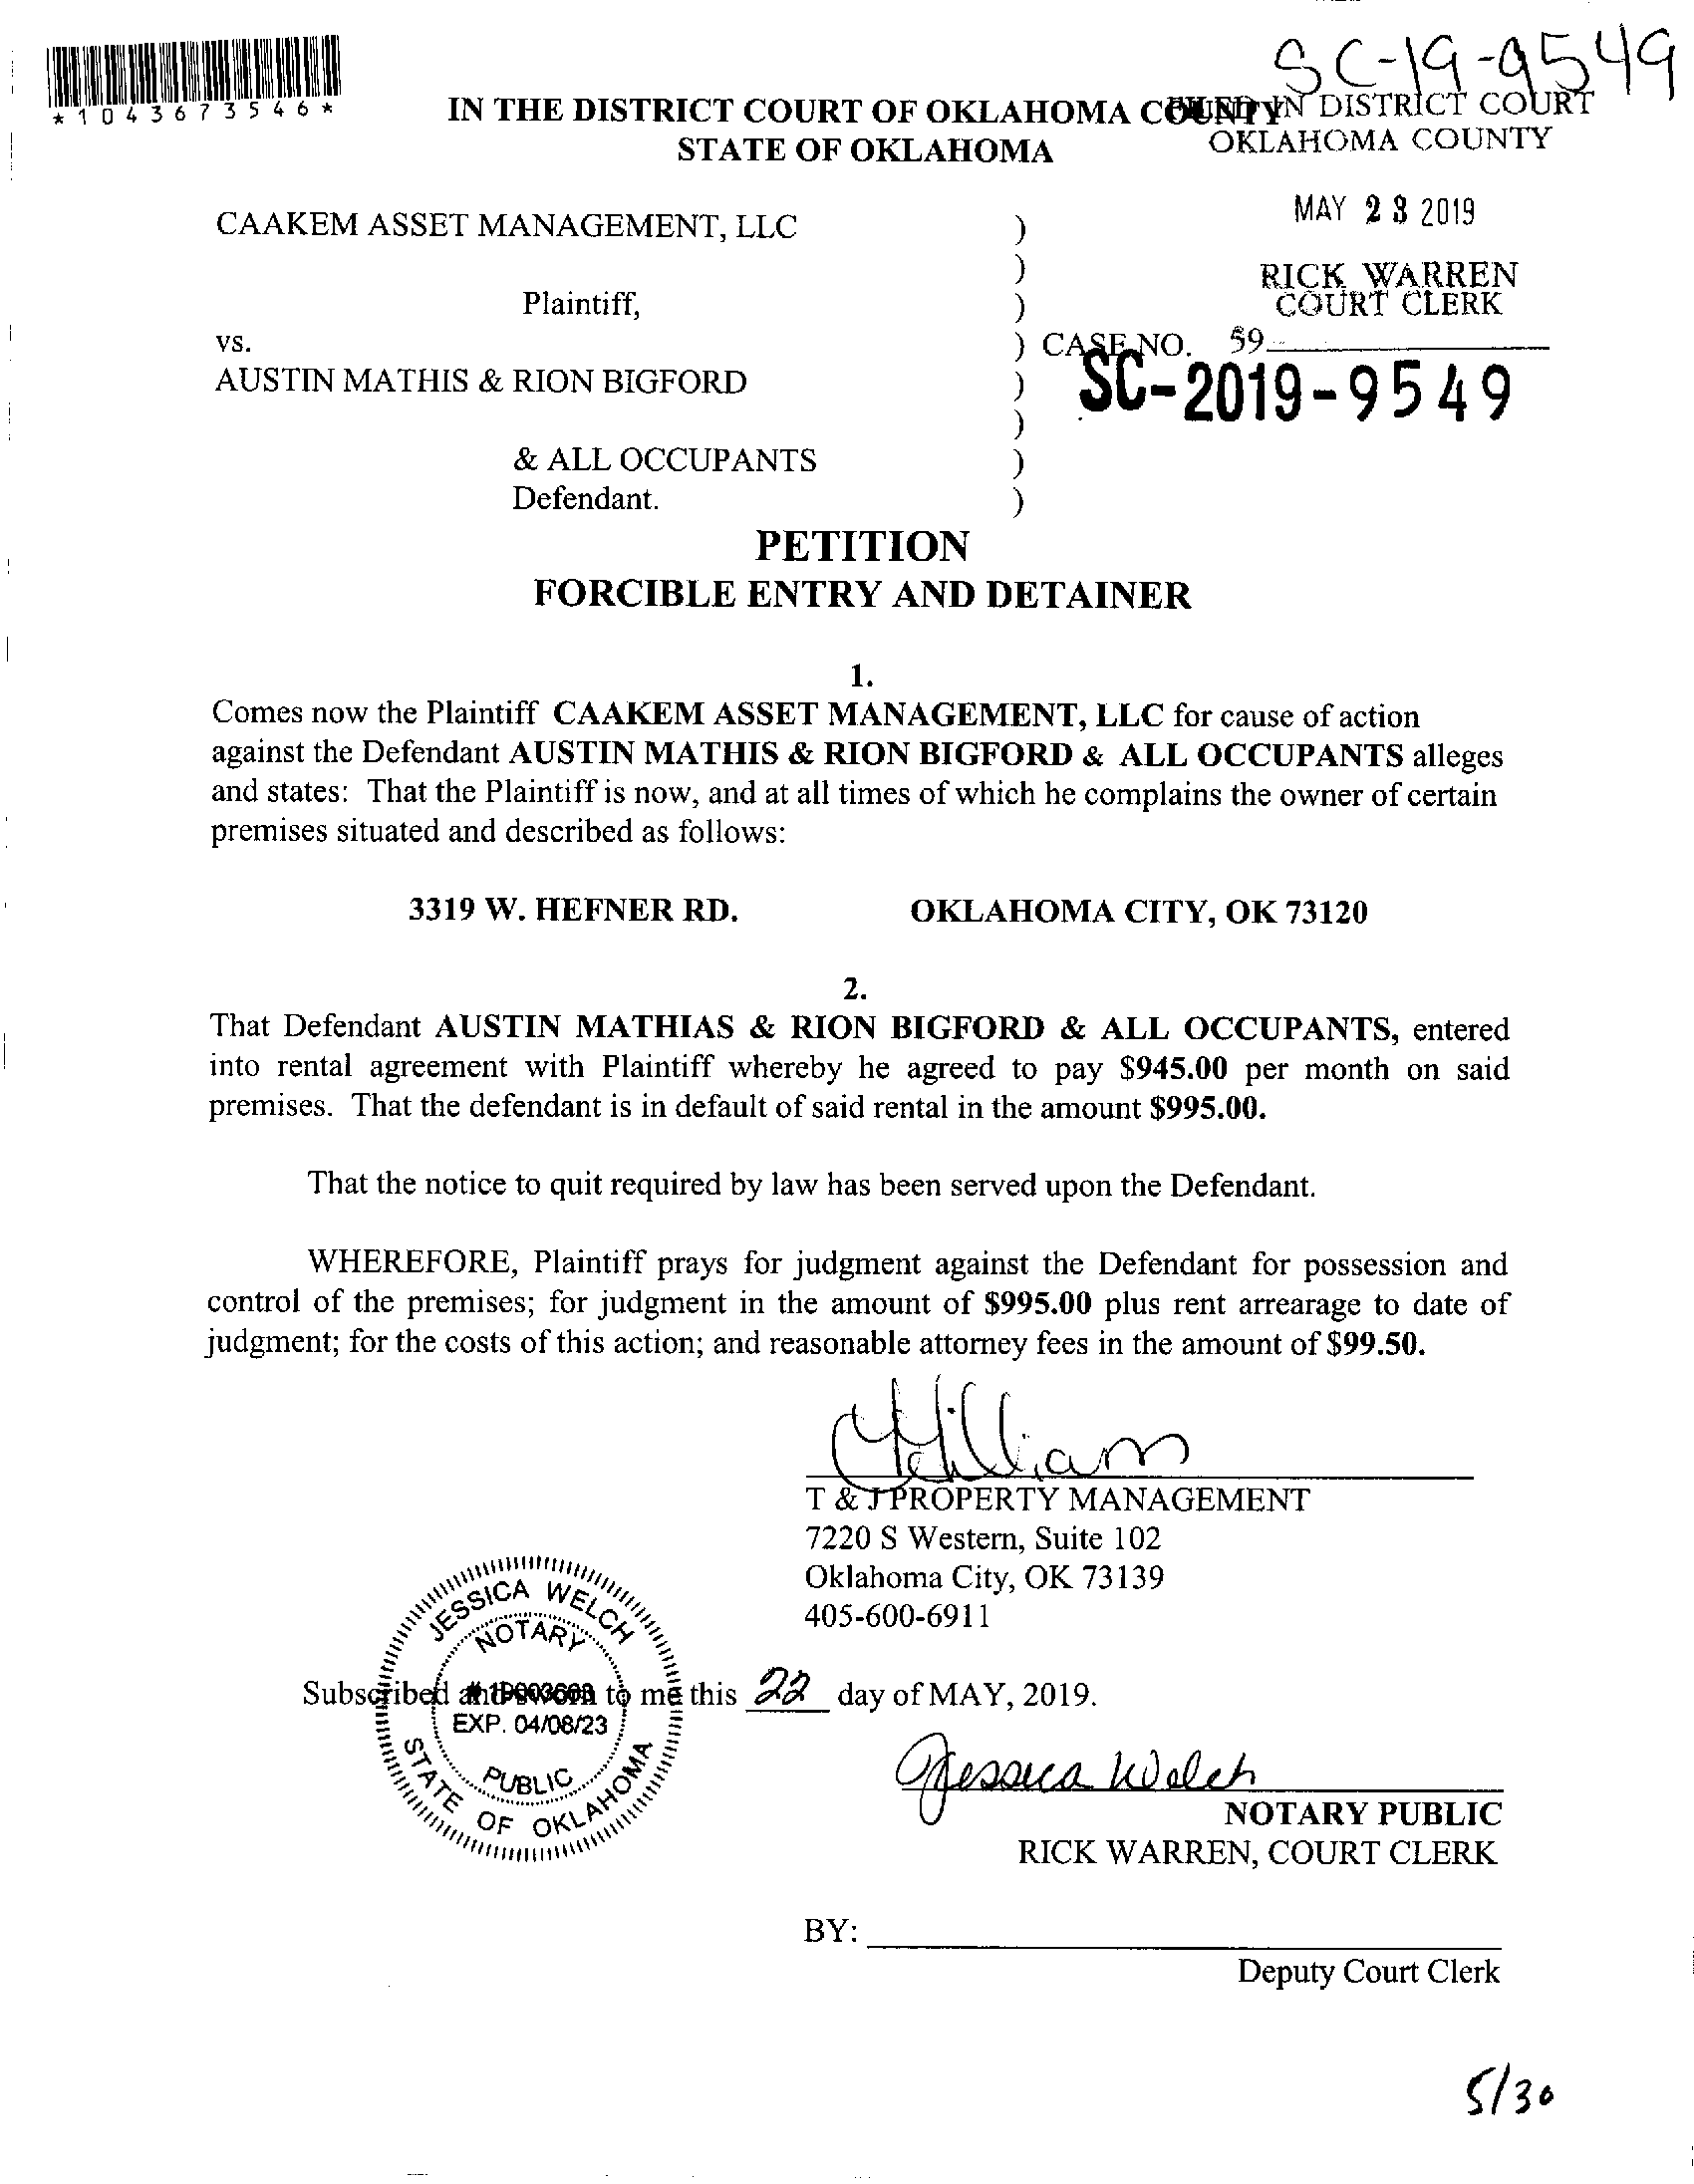 SC-19-9549
*1043673546*
IN THE DISTRICT COURT OF OKLAHOMA COUNTY
STATE OF OKLAHOMA
FILED IN DISTRICT COURT
OKLAHOMA COUNTY
MAY 23 2019
RICK WARREN
COURT CLERK
59
CAAKEM ASSET MANAGEMENT, LLC )
)
Plaintiff, )
vs. ) CASE NO.
SC-2019-9549
AUSTIN MATHIS & RION BIGFORD )
)
& ALL OCCUPANTS )
Defendant. )
PETITION
FORCIBLE ENTRY AND DETAINER
1.
Comes now the Plaintiff CAAKEM ASSET MANAGEMENT, LLC for cause of action
against the Defendant AUSTIN MATHIS & RION BIGFORD & ALL OCCUPANTS alleges
and states: That the Plaintiff is now, and at all times of which he complains the owner of certain
premises situated and described as follows:
3319 W. HEFNER RD. OKLAHOMA CITY, OK 73120
2.
That Defendant AUSTIN MATHIAS & RION BIGFORD & ALL OCCUPANTS, entered
into rental agreement with Plaintiff whereby he agreed to pay $945.00 per month on said
premises. That the defendant is in default of said rental in the amount $995.00.
That the notice to quit required by law has been served upon the Defendant.
WHEREFORE, Plaintiff prays for judgment against the Defendant for possession and
control of the premises; for judgment in the amount of $995.00 plus rent arrearage to date of
judgment; for the costs of this action; and reasonable attorney fees in the amount of $99.50.
T & J PROPERTY MANAGEMENT
7220 S Western, Suite 102
Oklahoma City, OK 73139
405-600-6911
JESSICA WELCH
NOTARY
EXP. 04/08/23
PUBLIC
STATE OF OKLAHOMA
Subscribed and sworn to me this 22 day of MAY, 2019.
Jessica Welch
NOTARY PUBLIC
RICK WARREN, COURT CLERK
BY:
Deputy Court Clerk
5/30